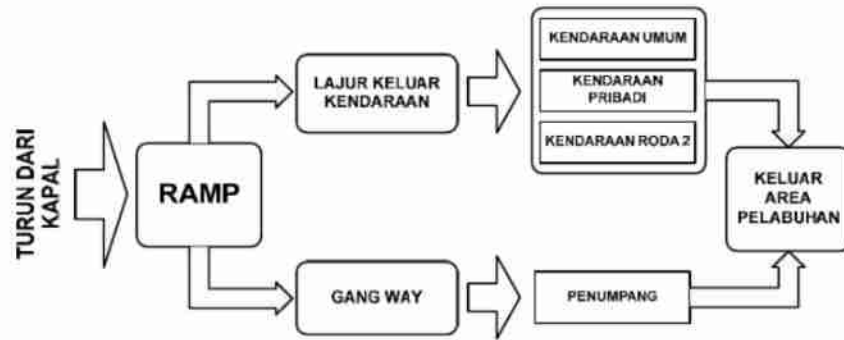 TURUN DARI
KAPAL
RAMP
LAJUR KELUAR
KENDARAAN
KENDARAAN UMUM
KENDARAAN
PRIBADI
KENDARAAN RODA 2
GANG WAY
PENUMPANG
KELUAR
AREA
PELABUHAN